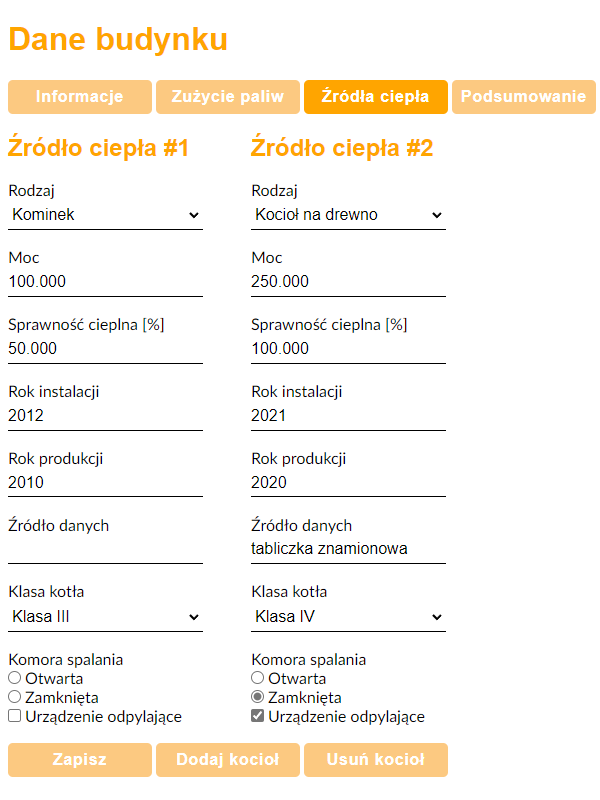 Dane budynku
Informacje Zużycie paliw Źródła ciepła Podsumowanie
Źródło ciepła #1
Rodzaj
Kominek
Moc
100.000
Sprawność cieplna [%]
50.000
Rok instalacji
2012
Rok produkcji
2010
Źródło danych
Klasa kotła
Klasa III
Komora spalania
Otwarta
Zamknięta
Urządzenie odpylające
Źródło ciepła #2
Rodzaj
Kocioł na drewno
Moc
250.000
Sprawność cieplna [%]
100.000
Rok instalacji
2021
Rok produkcji
2020
Źródło danych
tabliczka znamionowa
Klasa kotła
Klasa IV
Komora spalania
Otwarta
Zamknięta
Urządzenie odpylające
Zapisz Dodaj kocioł Usuń kocioł